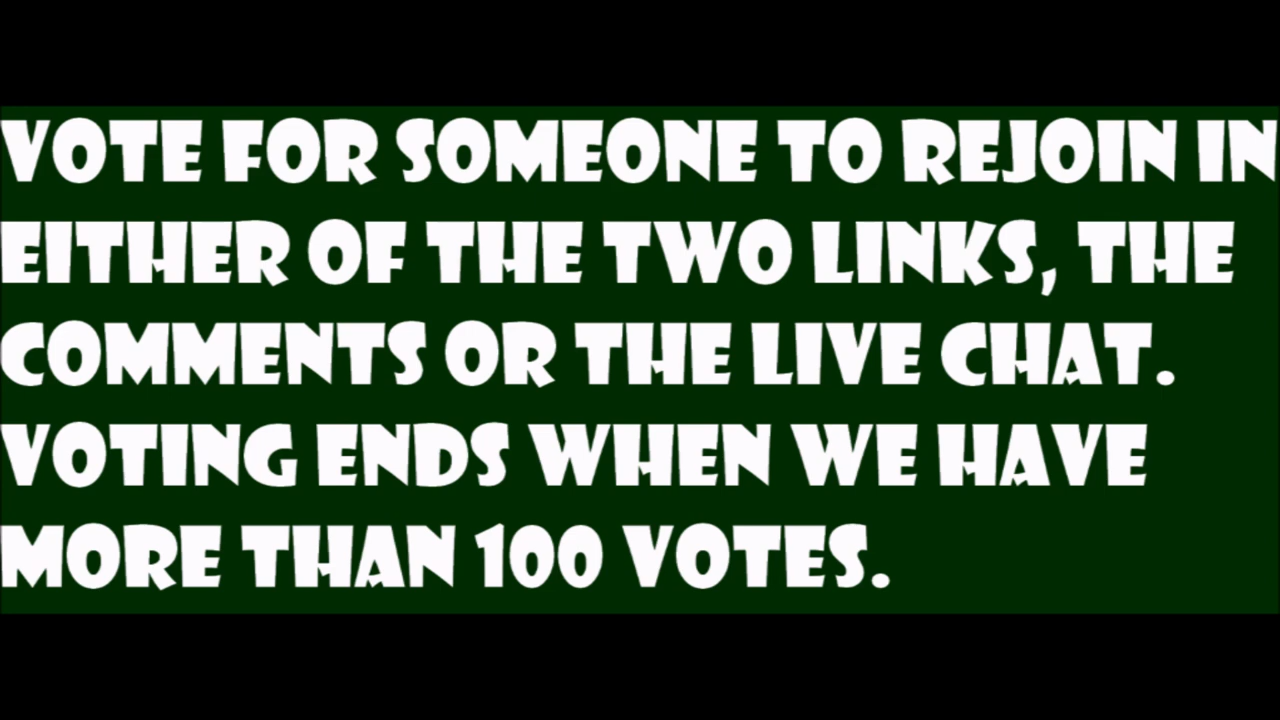 VOTE FOR SOMEONE TO REJOIN IN
EITHER OF THE TWO LINKS, THE
COMMENTS OR THE LIVE CHAT.
VOTING ENDS WHEN WE HAVE
MORE THAN 100 VOTES.